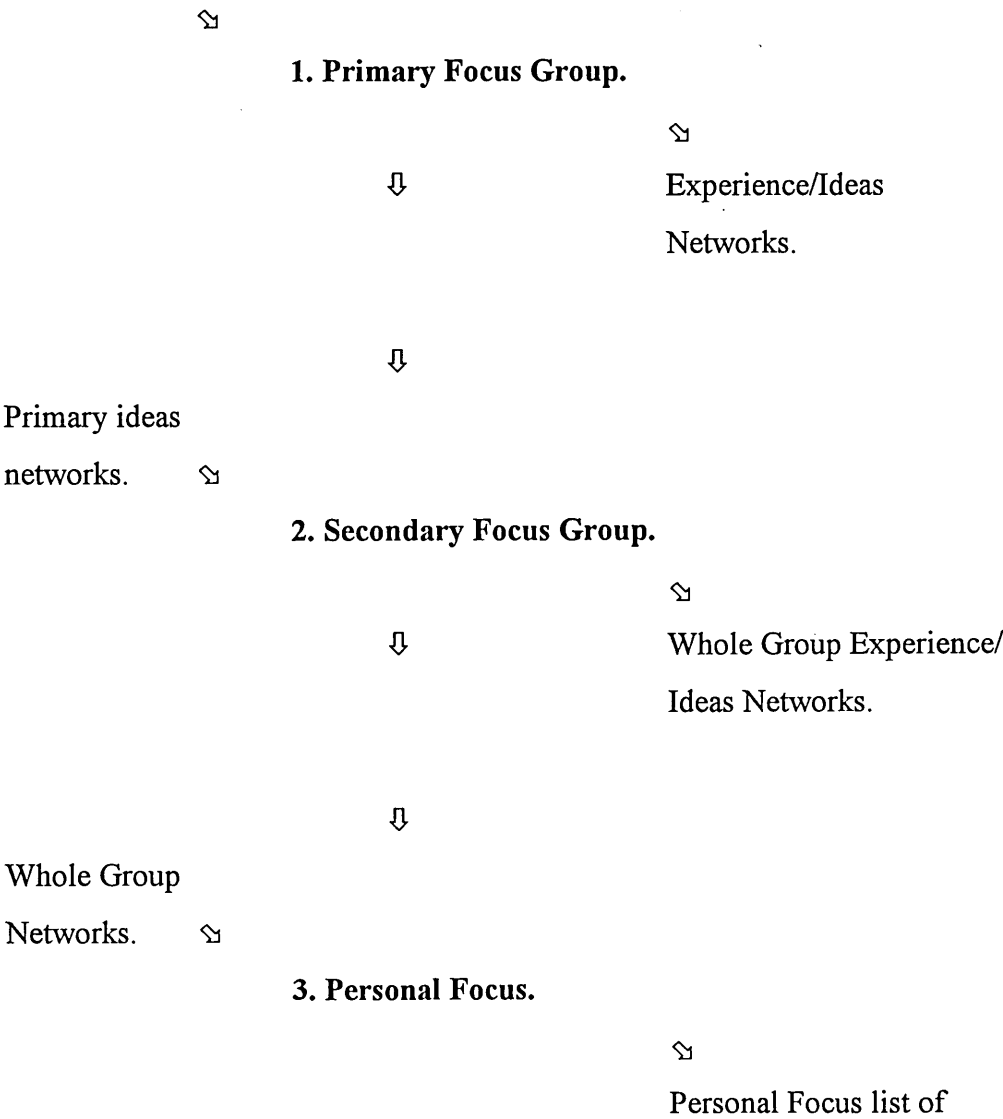 ⇘
1. Primary Focus Group.
⇘
⇩ Experience/Ideas
Networks.
⇩
Primary ideas
networks. ⇘
2. Secondary Focus Group.
⇘
⇩ Whole Group Experience/
Ideas Networks.
⇩
Whole Group
Networks. ⇘
3. Personal Focus.
⇘
Personal Focus list of